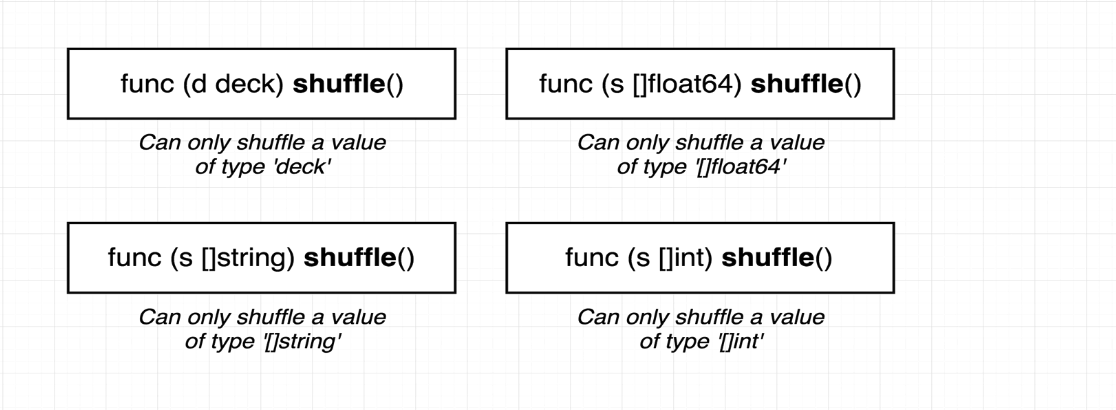 func (d deck) shuffle()
Can only shuffle a value
of type 'deck'
func (s []float64) shuffle()
Can only shuffle a value
of type '[]float64'
func (s []string) shuffle()
Can only shuffle a value
of type '[]string'
func (s []int) shuffle()
Can only shuffle a value
of type '[]int'